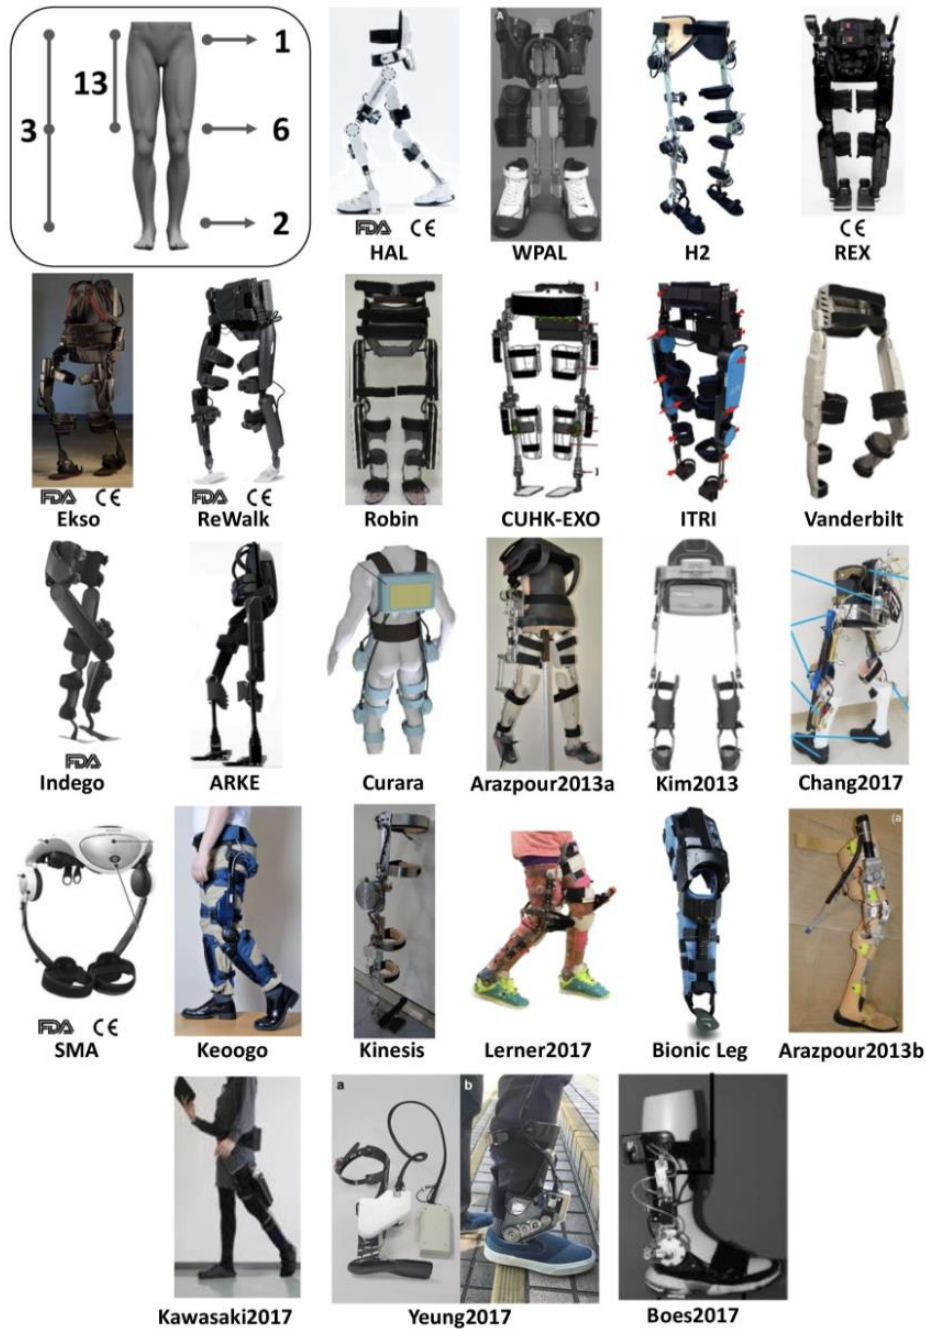 1
13
3
6
2
FDA CE
HAL
A
WPAL
H2
CE
REX
FDA CE
Ekso
FDA CE
ReWalk
Robin
CUHK-EXO
ITRI
Vanderbilt
FDA
Indego
ARKE
Curara
Arazpour2013a
Kim2013
Chang2017
FDA CE
SMA
Keoogo
Kinesis
Lerner2017
Bionic Leg
(a
Arazpour2013b
Kawasaki2017
a
b
Yeung2017
Boes2017